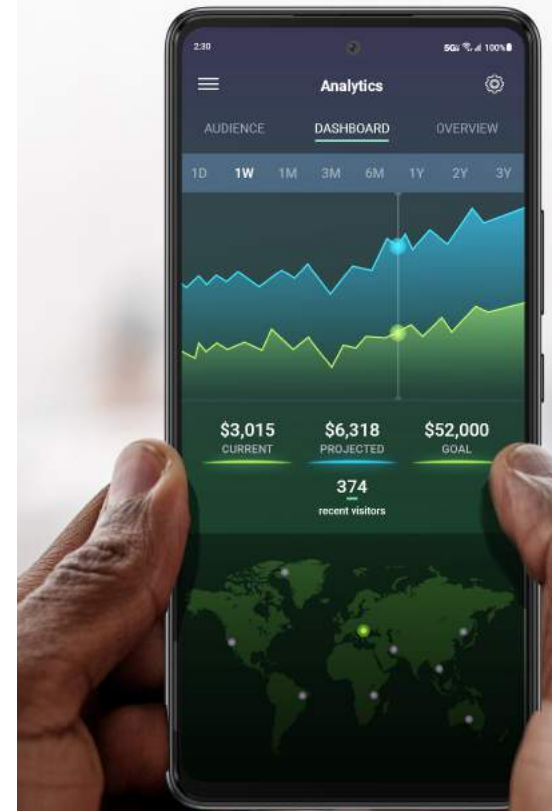 2:30 5G 100%
Analytics
AUDIENCE DASHBOARD OVERVIEW
1D 1W 1M 3M 6M 1Y 2Y 3Y
$3,015 $6,318 $52,000
CURRENT PROJECTED GOAL
374
recent visitors